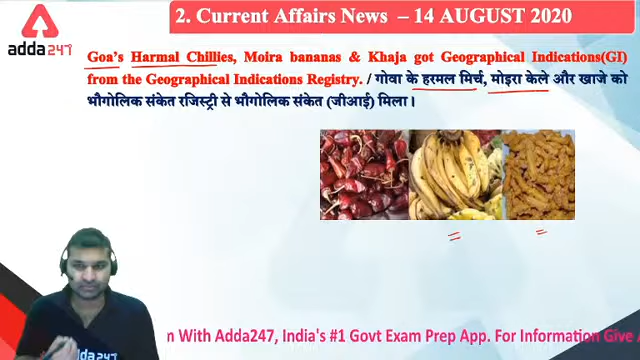 2. Current Affairs News – 14 AUGUST 2020
adda247
Goa's Harmal Chillies, Moira bananas & Khaja got Geographical Indications(GI)
from the Geographical Indications Registry. / गोवा के हरमल मिर्च, मोइरा केले और खाजे को
भौगोलिक संकेत रजिस्ट्री से भौगोलिक संकेत (जीआई) मिला।
adda247
n With Adda247, India's #1 Govt Exam Prep App. For Information Give